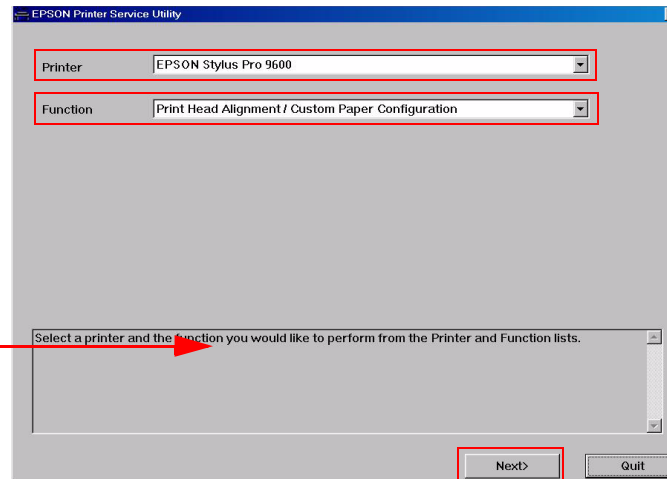 EPSON Printer Service Utility
Printer EPSON Stylus Pro 9600
Function Print Head Alignment / Custom Paper Configuration
Select a printer and the function you would like to perform from the Printer and Function lists.
Next> Quit